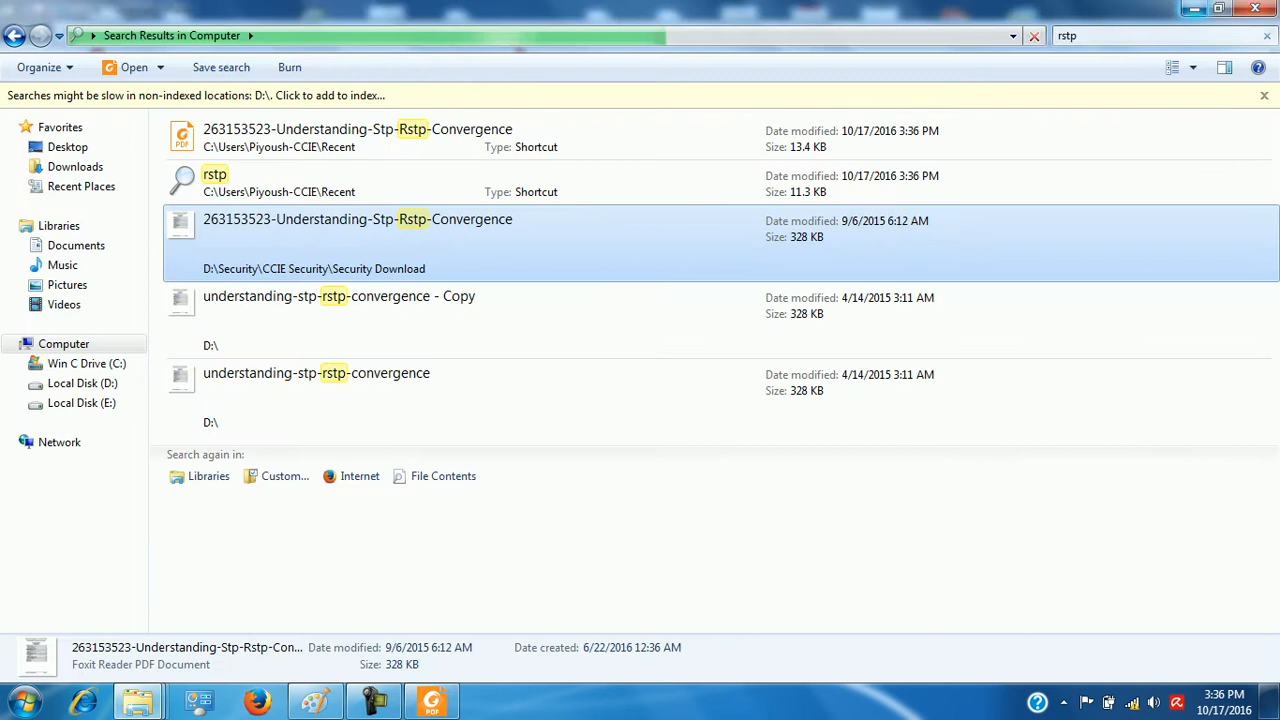 Search Results in Computer
rstp
Organize Open Save search Burn
Searches might be slow in non-indexed locations: D:\. Click to add to index...
Favorites
Desktop
Downloads
Recent Places
Libraries
Documents
Music
Pictures
Videos
Computer
Win C Drive (C:)
Local Disk (D:)
Local Disk (E:)
Network
263153523-Understanding-Stp-Rstp-Convergence
C:\Users\Piyoush-CCIE\Recent
Type: Shortcut
Date modified: 10/17/2016 3:36 PM
Size: 13.4 KB
rstp
C:\Users\Piyoush-CCIE\Recent
Type: Shortcut
Date modified: 10/17/2016 3:36 PM
Size: 11.3 KB
263153523-Understanding-Stp-Rstp-Convergence
Date modified: 9/6/2015 6:12 AM
Size: 328 KB
D:\Security\CCIE Security\Security Download
understanding-stp-rstp-convergence - Copy
Date modified: 4/14/2015 3:11 AM
Size: 328 KB
D:\
understanding-stp-rstp-convergence
Date modified: 4/14/2015 3:11 AM
Size: 328 KB
D:\
Search again in:
Libraries Custom... Internet File Contents
263153523-Understanding-Stp-Rstp-Con... Date modified: 9/6/2015 6:12 AM Date created: 6/22/2016 12:36 AM
Foxit Reader PDF Document Size: 328 KB
PDF
3:36 PM
10/17/2016